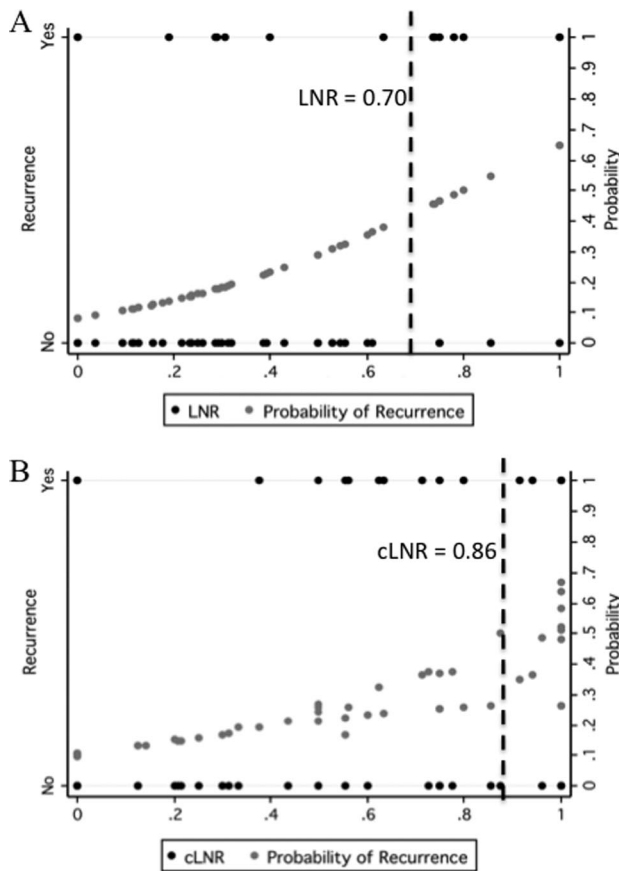 A
Yes
No
Recurrence
LNR = 0.70
1
.9
.8
.7
.6
.5
.4
.3
.2
.1
0
Probability
0
.2
.4
.6
.8
1
LNR
Probability of Recurrence
B
Yes
No
Recurrence
cLNR = 0.86
1
.9
.8
.7
.6
.5
.4
.3
.2
.1
0
Probability
0
.2
.4
.6
.8
1
cLNR
Probability of Recurrence